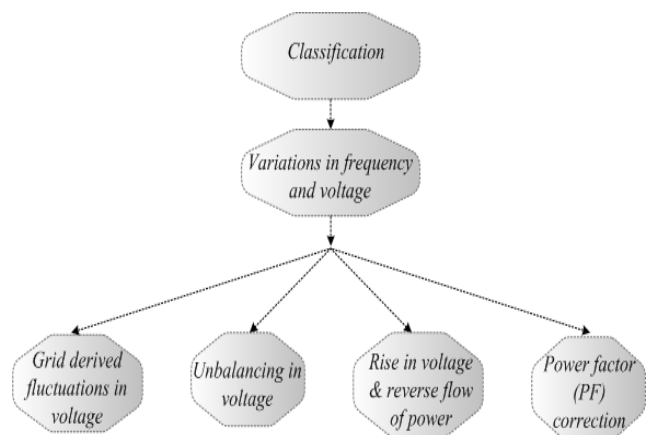 Classification
Variations in frequency
and voltage
Grid derived
fluctuations in
voltage
Unbalancing in
voltage
Rise in voltage
& reverse flow
of power
Power factor
(PF)
correction